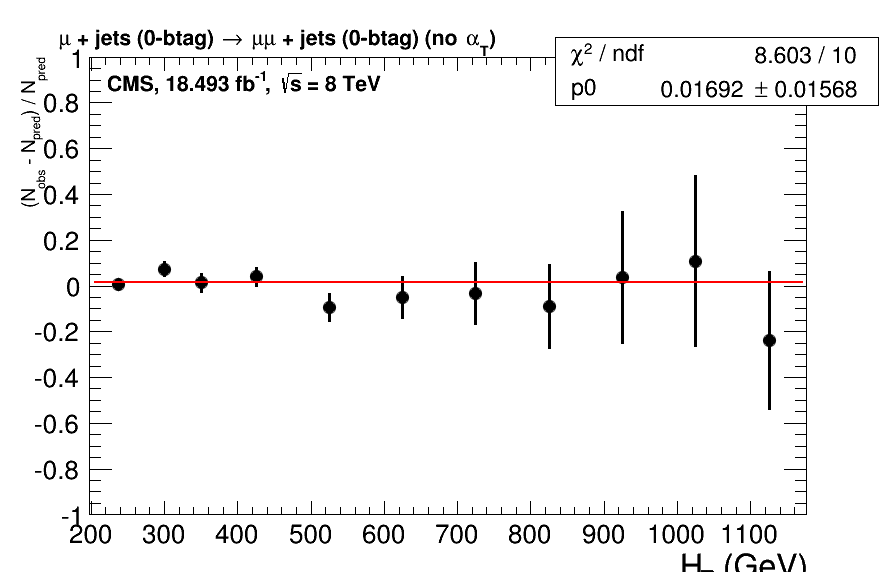 μ + jets (0-btag) → μμ + jets (0-btag) (no α_T)
χ² / ndf 8.603 / 10
p0 0.01692 ± 0.01568
CMS, 18.493 fb⁻¹, √s = 8 TeV
(N_obs - N_pred) / N_pred
1
0.8
0.6
0.4
0.2
0
-0.2
-0.4
-0.6
-0.8
-1
200 300 400 500 600 700 800 900 1000 1100
(GeV)